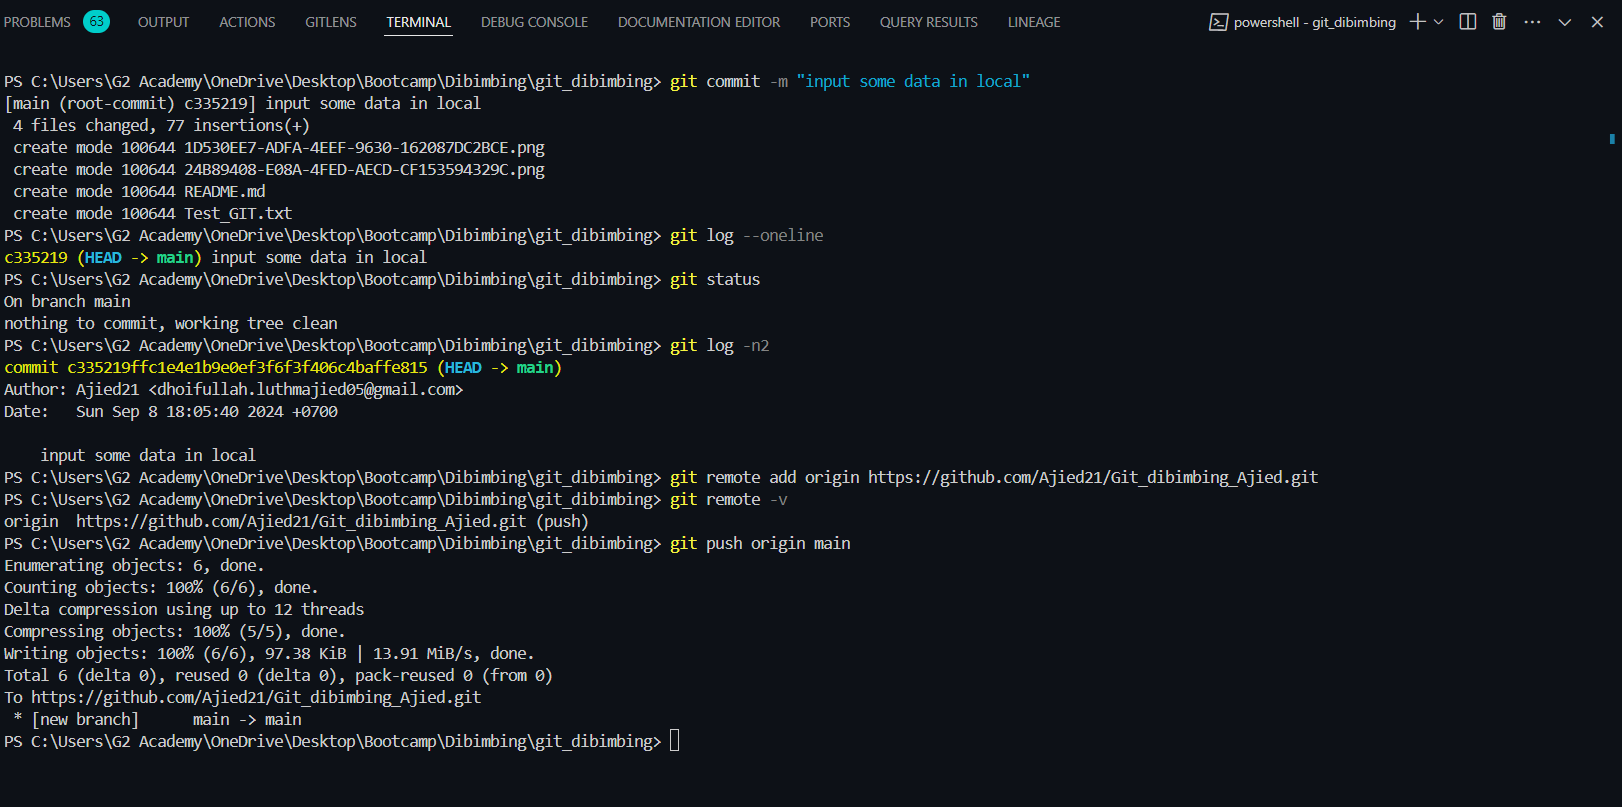 PROBLEMS 63 OUTPUT ACTIONS GITLENS TERMINAL DEBUG CONSOLE DOCUMENTATION EDITOR PORTS QUERY RESULTS LINEAGE powershell - git_dibimbing
PS C:\Users\G2 Academy\OneDrive\Desktop\Bootcamp\Dibimbing\git_dibimbing> git commit -m "input some data in local"
[main (root-commit) c335219] input some data in local
 4 files changed, 77 insertions(+)
 create mode 100644 1D530EE7-ADFA-4EEF-9630-162087DC2BCE.png
 create mode 100644 24B89408-E08A-4FED-AECD-CF153594329C.png
 create mode 100644 README.md
 create mode 100644 Test_GIT.txt
PS C:\Users\G2 Academy\OneDrive\Desktop\Bootcamp\Dibimbing\git_dibimbing> git log --oneline
c335219 (HEAD -> main) input some data in local
PS C:\Users\G2 Academy\OneDrive\Desktop\Bootcamp\Dibimbing\git_dibimbing> git status
On branch main
nothing to commit, working tree clean
PS C:\Users\G2 Academy\OneDrive\Desktop\Bootcamp\Dibimbing\git_dibimbing> git log -n2
commit c335219ffc1e4e1b9e0ef3f6f3f406c4baffe815 (HEAD -> main)
Author: Ajied21 <dhoifullah.luthmajied05@gmail.com>
Date:   Sun Sep 8 18:05:40 2024 +0700
    input some data in local
PS C:\Users\G2 Academy\OneDrive\Desktop\Bootcamp\Dibimbing\git_dibimbing> git remote add origin https://github.com/Ajied21/Git_dibimbing_Ajied.git
PS C:\Users\G2 Academy\OneDrive\Desktop\Bootcamp\Dibimbing\git_dibimbing> git remote -v
origin  https://github.com/Ajied21/Git_dibimbing_Ajied.git (push)
PS C:\Users\G2 Academy\OneDrive\Desktop\Bootcamp\Dibimbing\git_dibimbing> git push origin main
Enumerating objects: 6, done.
Counting objects: 100% (6/6), done.
Delta compression using up to 12 threads
Compressing objects: 100% (5/5), done.
Writing objects: 100% (6/6), 97.38 KiB | 13.91 MiB/s, done.
Total 6 (delta 0), reused 0 (delta 0), pack-reused 0 (from 0)
To https://github.com/Ajied21/Git_dibimbing_Ajied.git
 * [new branch]      main -> main
PS C:\Users\G2 Academy\OneDrive\Desktop\Bootcamp\Dibimbing\git_dibimbing>